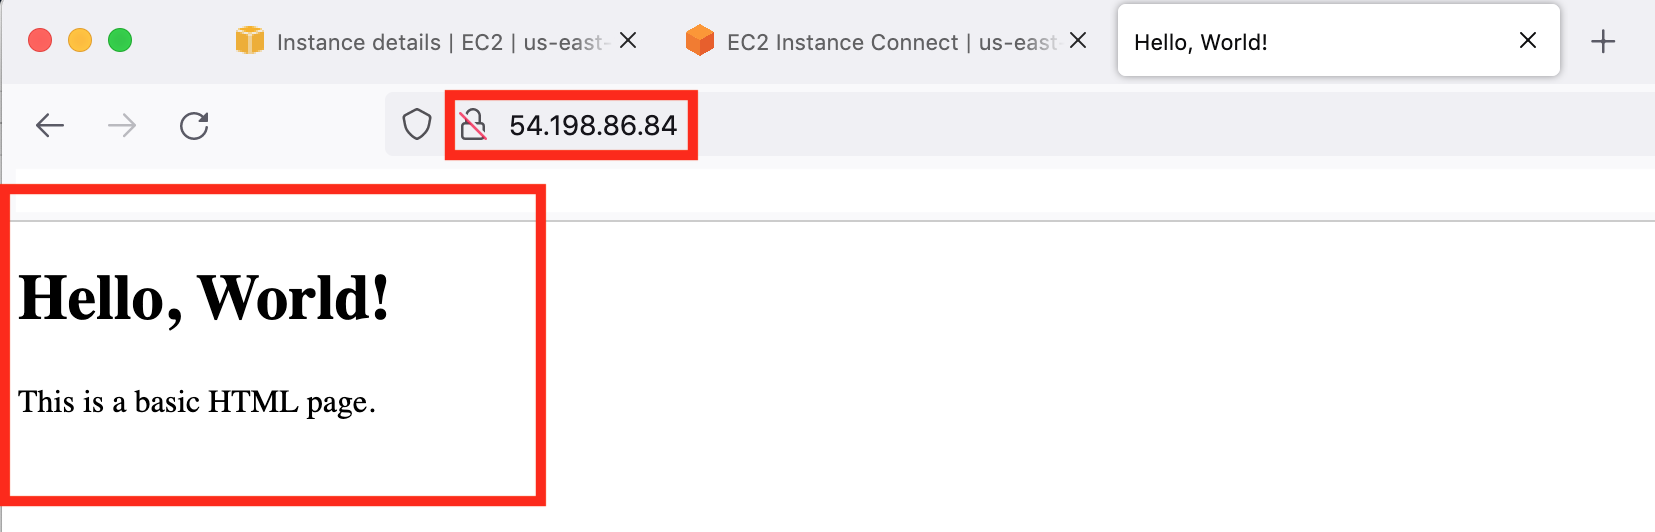 Instance details | EC2 | us-east-
EC2 Instance Connect | us-east-
Hello, World!
54.198.86.84
Hello, World!
This is a basic HTML page.